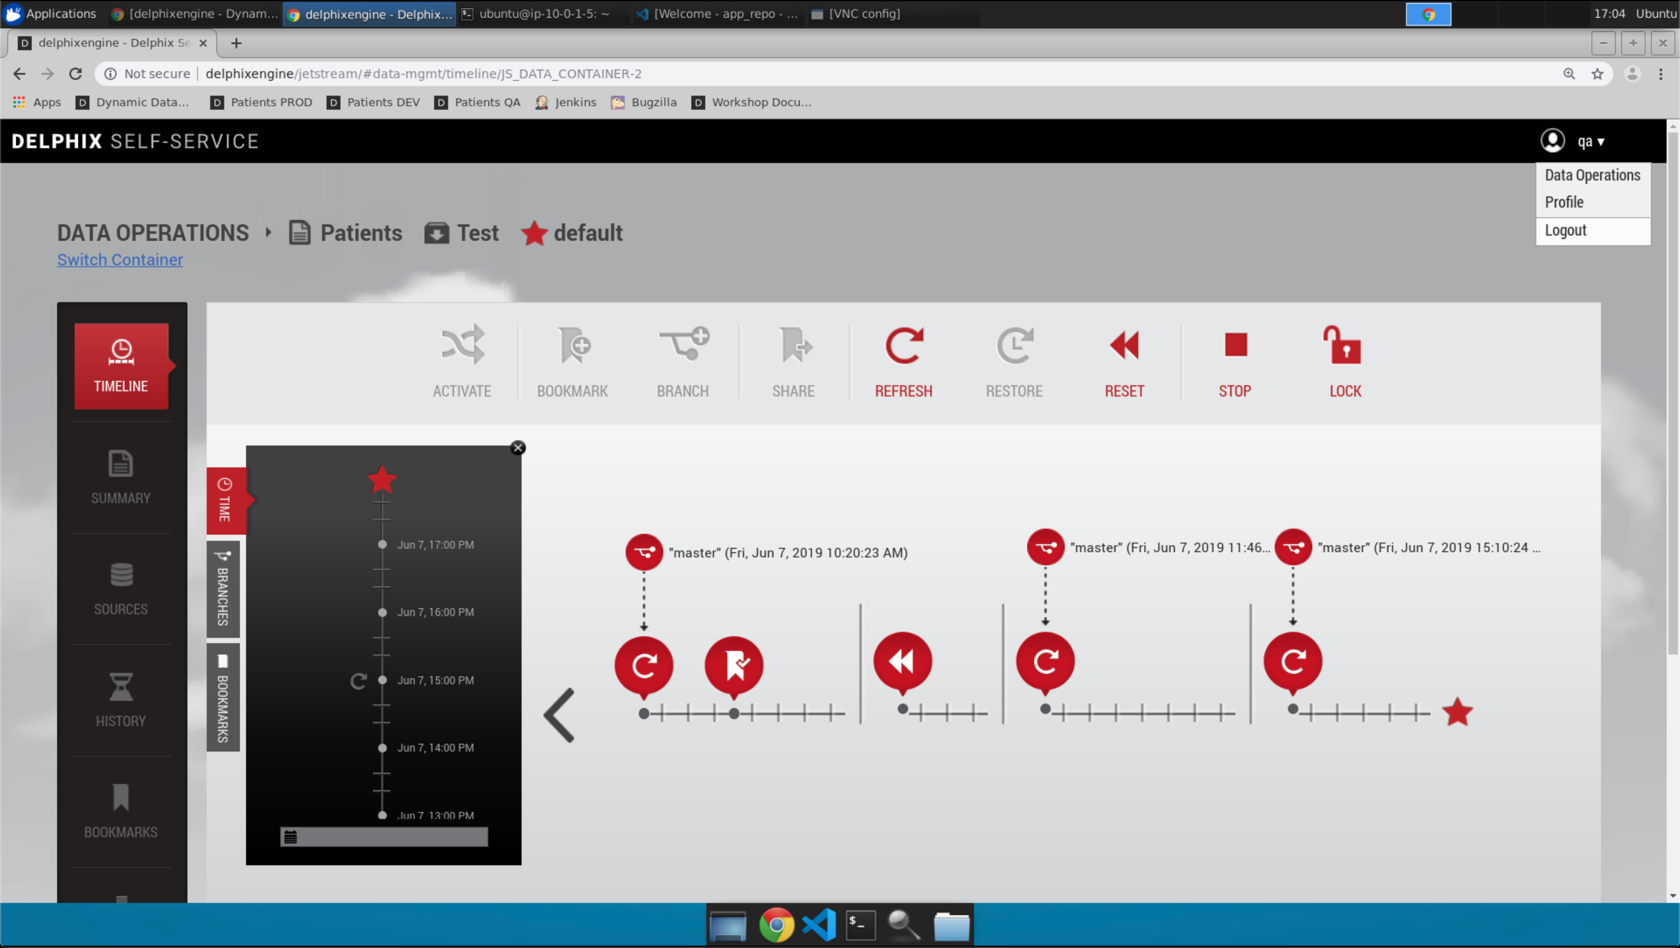 Applications
[delphixengine - Dynam...
delphixengine - Delphix...
ubuntu@ip-10-0-1-5: ~
[Welcome - app_repo - ...
[VNC config]
17:04 Ubuntu
delphixengine - Delphix Se
Not secure
delphixengine/jetstream/#data-mgmt/timeline/JS_DATA_CONTAINER-2
Apps
Dynamic Data...
Patients PROD
Patients DEV
Patients QA
Jenkins
Bugzilla
Workshop Docu...
DELPHIX SELF-SERVICE
qa
Data Operations
Profile
Logout
DATA OPERATIONS
Patients
Test
default
Switch Container
TIMELINE
SUMMARY
SOURCES
HISTORY
BOOKMARKS
ACTIVATE
BOOKMARK
BRANCH
SHARE
REFRESH
RESTORE
RESET
STOP
LOCK
TIME
BRANCHES
BOOKMARKS
Jun 7, 17:00 PM
Jun 7, 16:00 PM
Jun 7, 15:00 PM
Jun 7, 14:00 PM
Jun 7, 13:00 PM
"master" (Fri, Jun 7, 2019 10:20:23 AM)
"master" (Fri, Jun 7, 2019 11:46...
"master" (Fri, Jun 7, 2019 15:10:24 ...